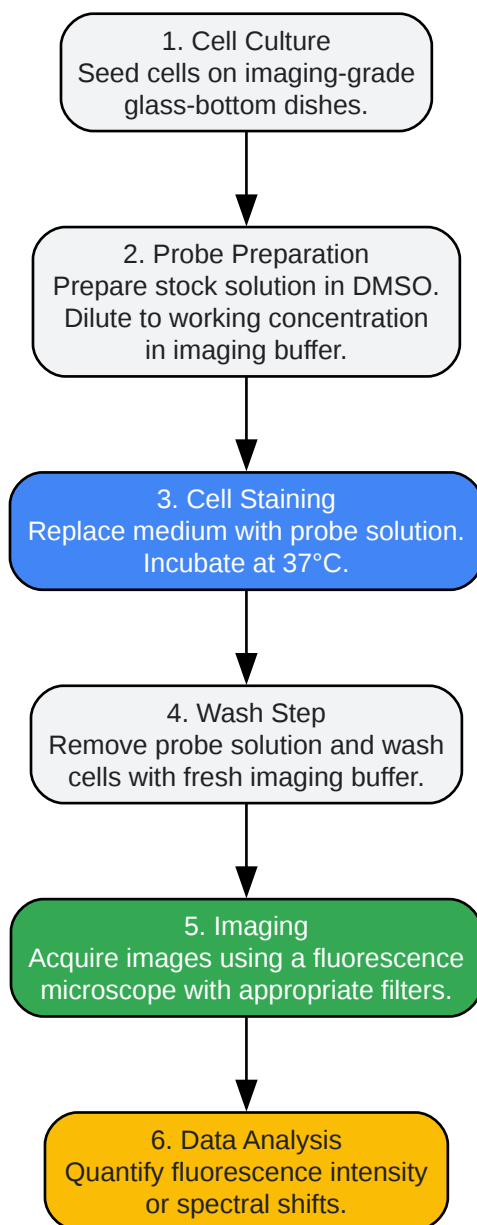 1. Cell Culture
Seed cells on imaging-grade
glass-bottom dishes.
2. Probe Preparation
Prepare stock solution in DMSO.
Dilute to working concentration
in imaging buffer.
3. Cell Staining
Replace medium with probe solution.
Incubate at 37°C.
4. Wash Step
Remove probe solution and wash
cells with fresh imaging buffer.
5. Imaging
Acquire images using a fluorescence
microscope with appropriate filters.
6. Data Analysis
Quantify fluorescence intensity
or spectral shifts.